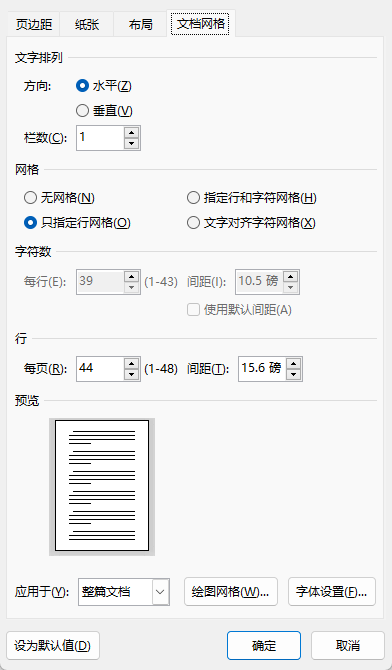 页边距 纸张 布局 文档网格
文字排列
方向: 水平(Z)
垂直(V)
栏数(C): 1
网格
无网格(N) 指定行和字符网格(H)
只指定行网格(O) 文字对齐字符网格(X)
字符数
每行(E): 39 (1-43) 间距(I): 10.5 磅
使用默认间距(A)
行
每页(R): 44 (1-48) 间距(T): 15.6 磅
预览
应用于(Y): 整篇文档 绘图网格(W)... 字体设置(F)...
设为默认值(D) 确定 取消